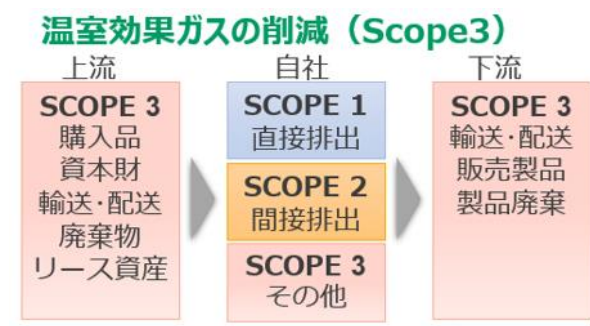 温室効果ガスの削減（Scope3）
上流
SCOPE 3
購入品
資本財
輸送・配送
廃棄物
リース資産
自社
SCOPE 1
直接排出
SCOPE 2
間接排出
SCOPE 3
その他
下流
SCOPE 3
輸送・配送
販売製品
製品廃棄